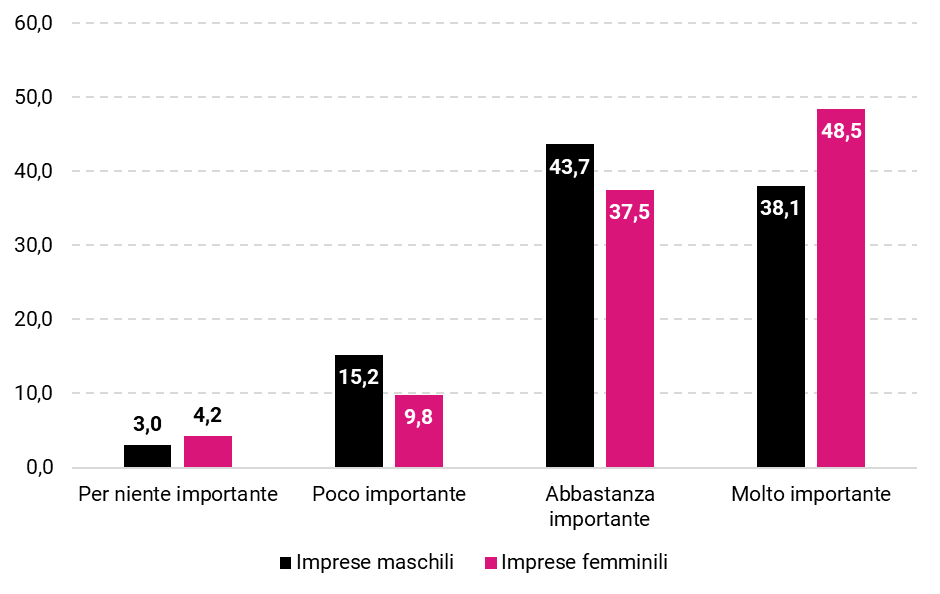 60,0
50,0
40,0
30,0
20,0
10,0
0,0
3,0
4,2
15,2
9,8
43,7
37,5
38,1
48,5
Per niente importante
Poco importante
Abbastanza
importante
Molto importante
Imprese maschili
Imprese femminili